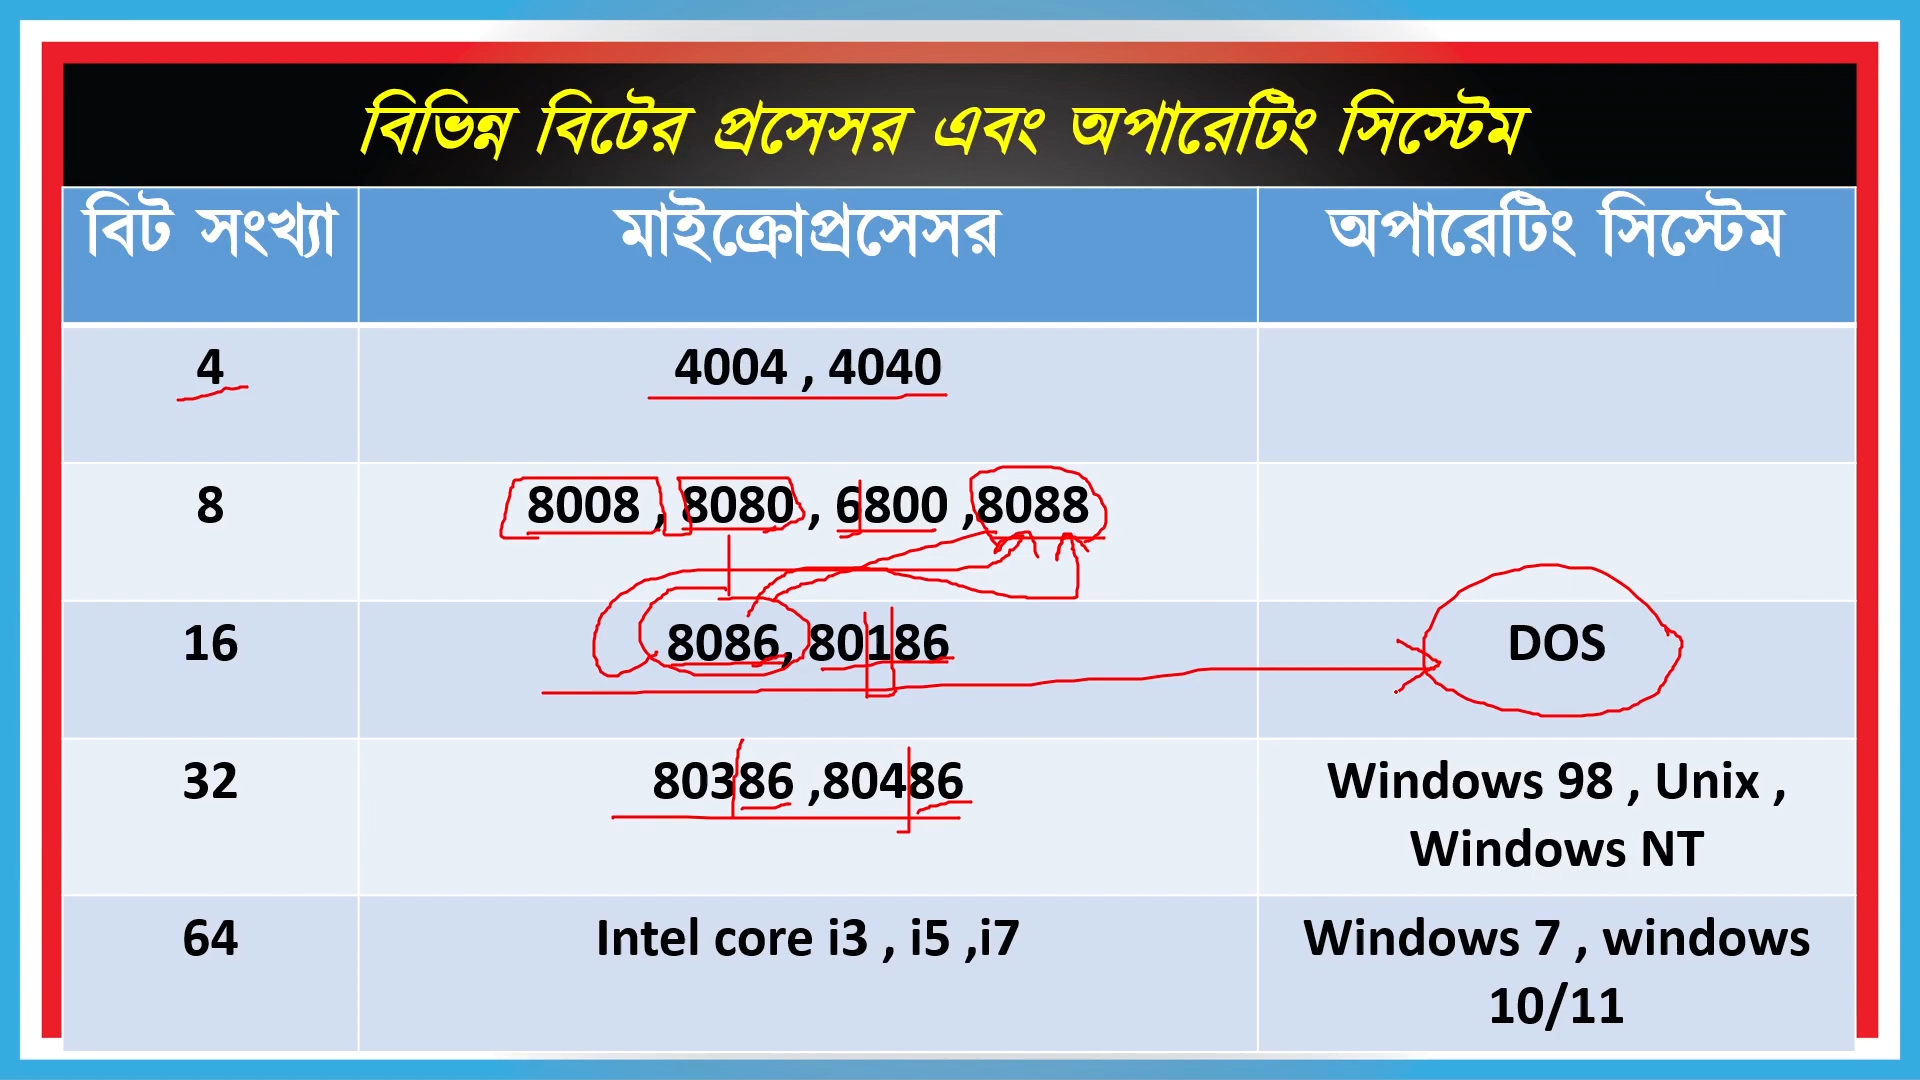 বিভিন্ন বিটের প্রসেসর এবং অপারেটিং সিস্টেম
বিট সংখ্যা মাইক্রোপ্রসেসর অপারেটিং সিস্টেম
4 4004 , 4040
8 8008 , 8080 , 6800 ,8088
16 8086, 80186 DOS
32 80386 ,80486 Windows 98 , Unix ,
Windows NT
64 Intel core i3 , i5 ,i7 Windows 7 , windows
10/11